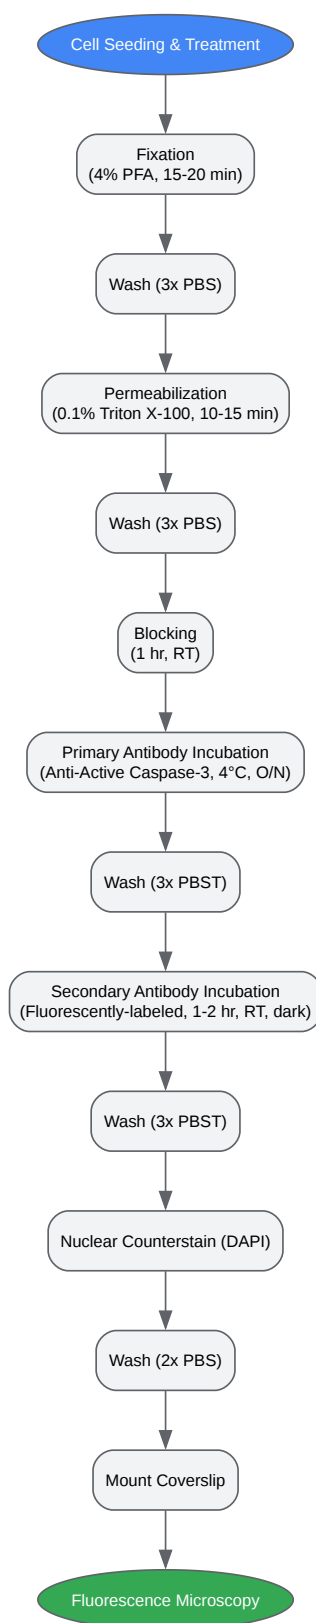 Cell Seeding & Treatment
Fixation
(4% PFA, 15-20 min)
Wash (3x PBS)
Permeabilization
(0.1% Triton X-100, 10-15 min)
Wash (3x PBS)
Blocking
(1 hr, RT)
Primary Antibody Incubation
(Anti-Active Caspase-3, 4°C, O/N)
Wash (3x PBST)
Secondary Antibody Incubation
(Fluorescently-labeled, 1-2 hr, RT, dark)
Wash (3x PBST)
Nuclear Counterstain (DAPI)
Wash (2x PBS)
Mount Coverslip
Fluorescence Microscopy